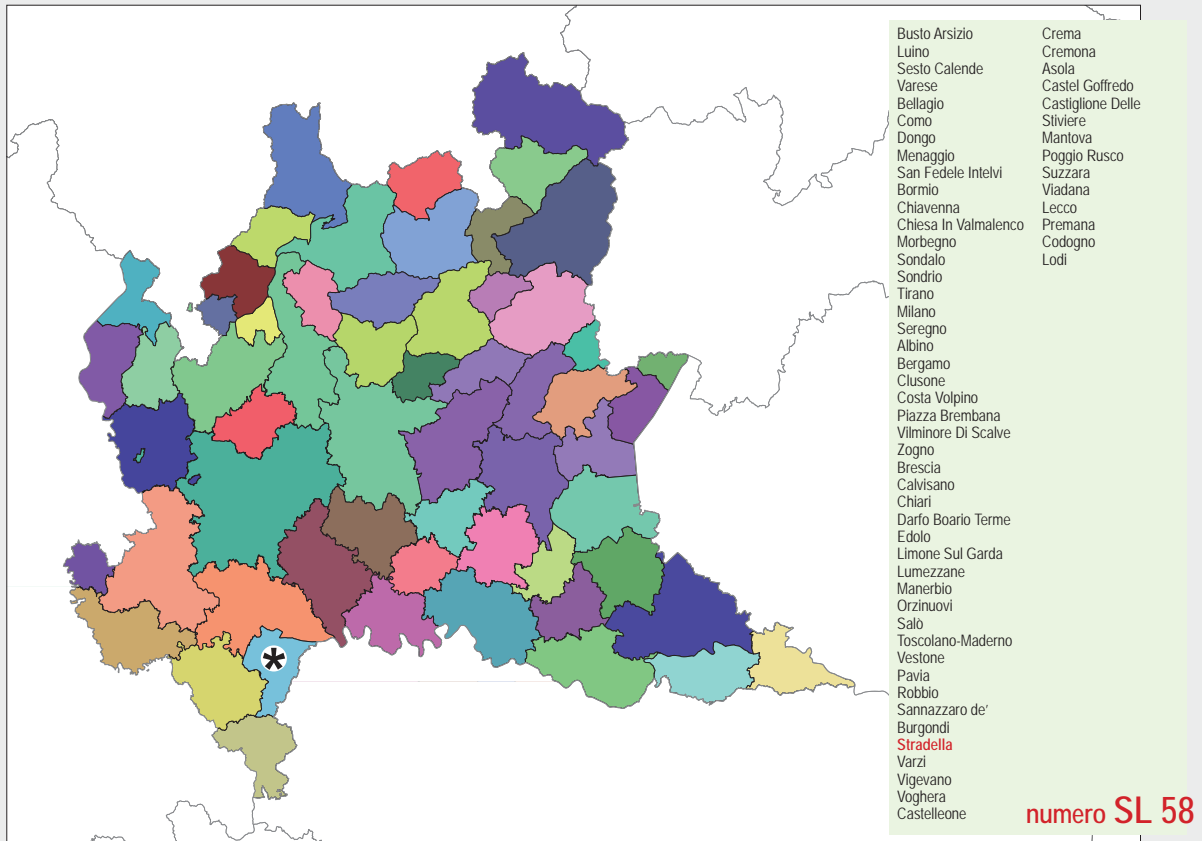 Busto Arsizio
Luino
Sesto Calende
Varese
Bellagio
Como
Dongo
Menaggio
San Fedele Intelvi
Bormio
Chiavenna
Chiesa In Valmalenco
Morbegno
Sondalo
Sondrio
Tirano
Milano
Seregno
Albino
Bergamo
Clusone
Costa Volpino
Piazza Brembana
Vilminore Di Scalve
Zogno
Brescia
Calvisano
Chiari
Darfo Boario Terme
Edolo
Limone Sul Garda
Lumezzane
Manerbio
Orzinuovi
Salò
Toscolano-Maderno
Vestone
Pavia
Robbio
Sannazzaro de'
Burgondi
Stradella
Varzi
Vigevano
Voghera
Castelleone
Crema
Cremona
Asola
Castel Goffredo
Castiglione Delle
Stiviere
Mantova
Poggio Rusco
Suzzara
Viadana
Lecco
Premana
Codogno
Lodi
numero SL 58
*